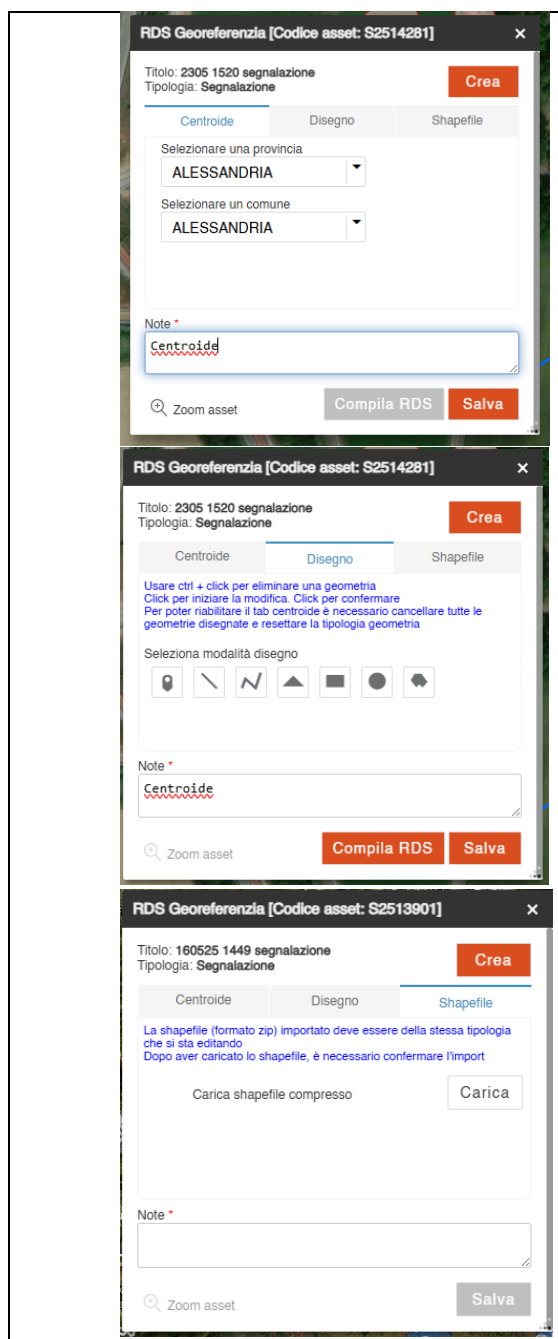 RDS Georeferenzia [Codice asset: S2514281] ×
Titolo: 2305 1520 segnalazione
Tipologia: Segnalazione
Crea
Centroide Disegno Shapefile
Selezionare una provincia
ALESSANDRIA
Selezionare un comune
ALESSANDRIA
Note *
Centroide
Zoom asset Compila RDS Salva
RDS Georeferenzia [Codice asset: S2514281] ×
Titolo: 2305 1520 segnalazione
Tipologia: Segnalazione
Crea
Centroide Disegno Shapefile
Usare ctrl + click per eliminare una geometria
Click per iniziare la modifica. Click per confermare
Per poter riabilitare il tab centroide è necessario cancellare tutte le
geometrie disegnate e resettare la tipologia geometria
Seleziona modalità disegno
Note *
Centroide
Zoom asset Compila RDS Salva
RDS Georeferenzia [Codice asset: S2513901] ×
Titolo: 160525 1449 segnalazione
Tipologia: Segnalazione
Crea
Centroide Disegno Shapefile
La shapefile (formato zip) importato deve essere della stessa tipologia
che si sta editando
Dopo aver caricato lo shapefile, è necessario confermare l'import
Carica shapefile compresso Carica
Note *
Zoom asset Salva